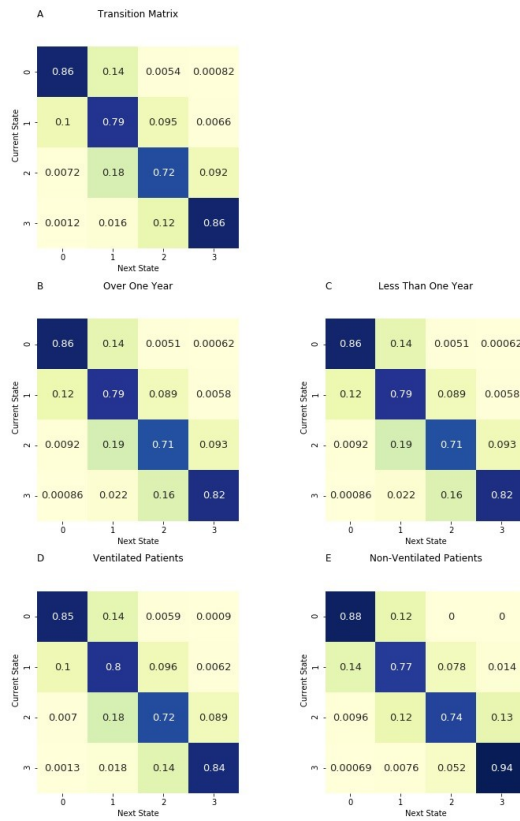 A Transition Matrix
0 0.86 0.14 0.0054 0.00082
1 0.1 0.79 0.095 0.0066
2 0.0072 0.18 0.72 0.092
3 0.0012 0.016 0.12 0.86
Current State
0 1 2 3
Next State
B Over One Year
0 0.86 0.14 0.0051 0.00062
1 0.12 0.79 0.089 0.0058
2 0.0092 0.19 0.71 0.093
3 0.00086 0.022 0.16 0.82
Current State
0 1 2 3
Next State
C Less Than One Year
0 0.86 0.14 0.0051 0.00062
1 0.12 0.79 0.089 0.0058
2 0.0092 0.19 0.71 0.093
3 0.00086 0.022 0.16 0.82
Current State
0 1 2 3
Next State
D Ventilated Patients
0 0.85 0.14 0.0059 0.0009
1 0.1 0.8 0.096 0.0062
2 0.007 0.18 0.72 0.089
3 0.0013 0.018 0.14 0.84
Current State
0 1 2 3
Next State
E Non-Ventilated Patients
0 0.88 0.12 0 0
1 0.14 0.77 0.078 0.014
2 0.0096 0.12 0.74 0.13
3 0.00069 0.0076 0.052 0.94
Current State
0 1 2 3
Next State